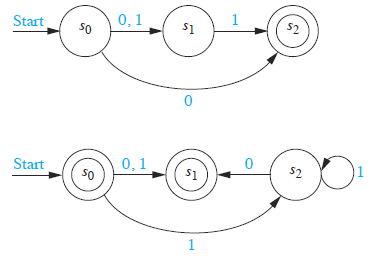 Start s0 0, 1 s1 1 s2
0
Start s0 0, 1 s1 0 s2 1
1